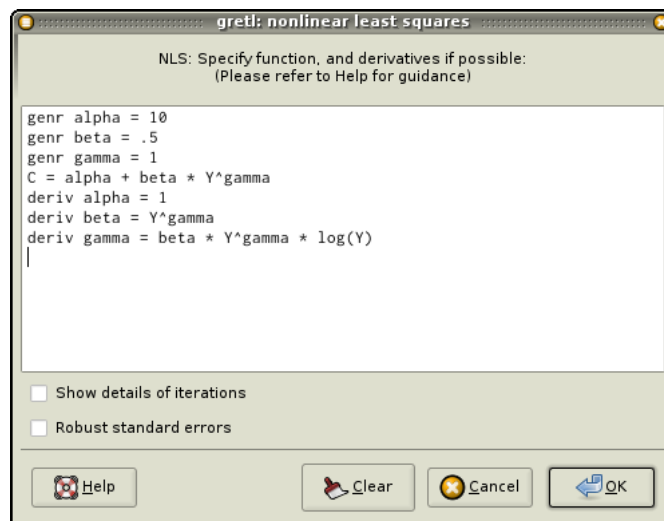 gretl: nonlinear least squares
NLS: Specify function, and derivatives if possible:
(Please refer to Help for guidance)
genr alpha = 10
genr beta = .5
genr gamma = 1
C = alpha + beta * Y^gamma
deriv alpha = 1
deriv beta = Y^gamma
deriv gamma = beta * Y^gamma * log(Y)
Show details of iterations
Robust standard errors
Help Clear Cancel OK